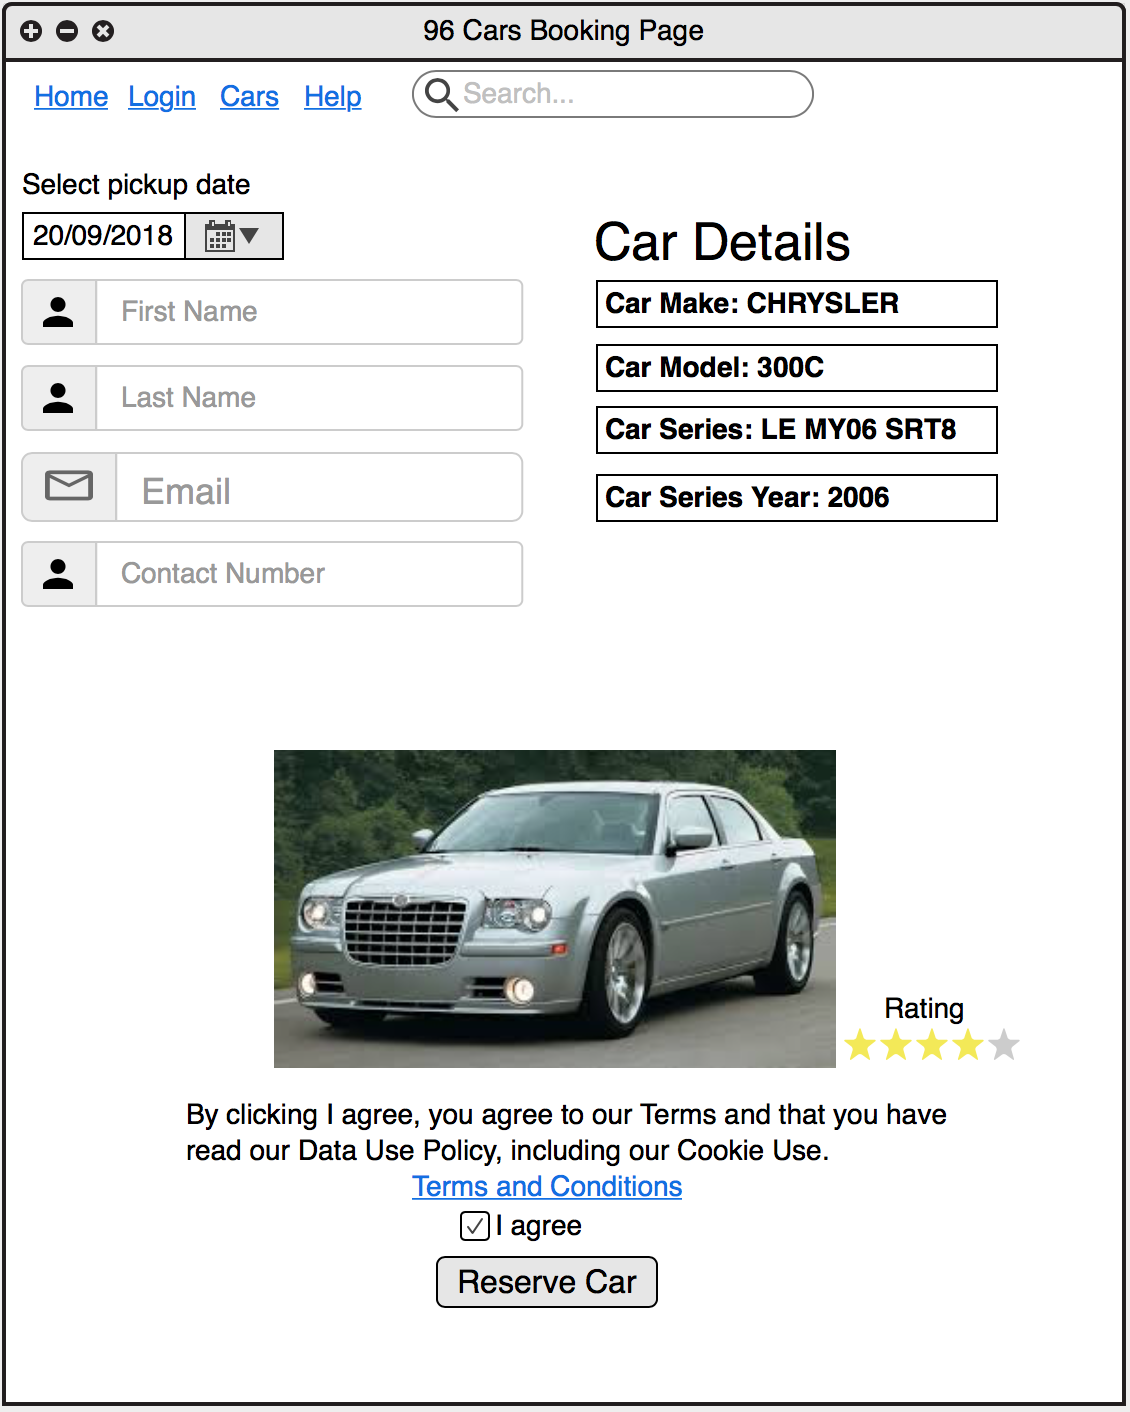 96 Cars Booking Page
Home Login Cars Help Search...
Select pickup date
20/09/2018
First Name
Last Name
Email
Contact Number
Car Details
Car Make: CHRYSLER
Car Model: 300C
Car Series: LE MY06 SRT8
Car Series Year: 2006
Rating
By clicking I agree, you agree to our Terms and that you have
read our Data Use Policy, including our Cookie Use.
Terms and Conditions
I agree
Reserve Car